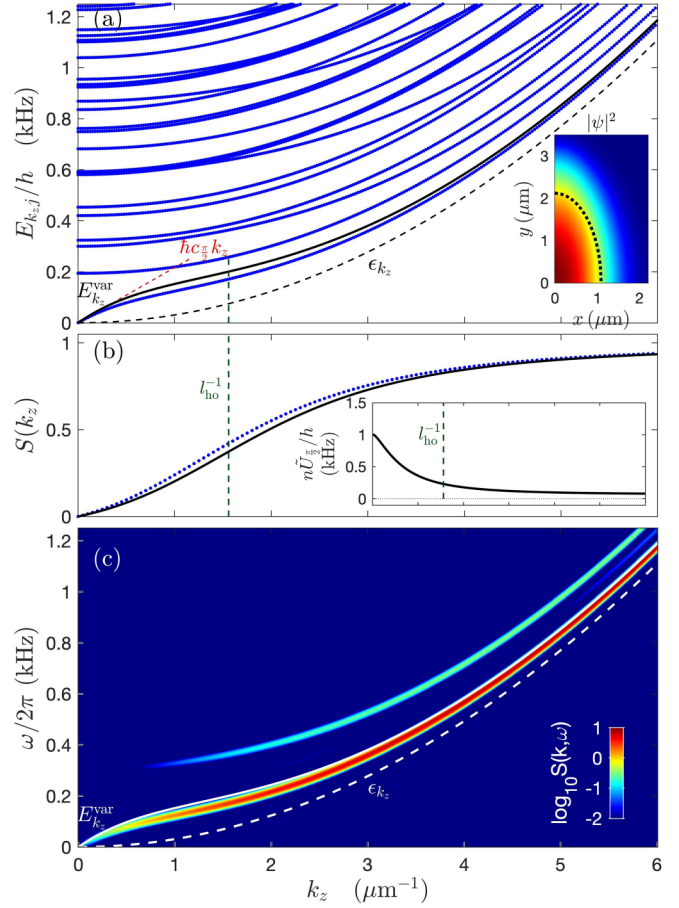 (a)
1.2
1
0.8
0.6
0.4
0.2
0
E_{k_z j}/h (kHz)
ħc_{π/2}k_z
E^{var}_{k_z}
ϵ_{k_z}
|ψ|²
3
2
1
0
y (μm)
0 1 2
x (μm)
(b)
1
0.5
0
S(k_z)
l_{ho}^{-1}
1.5
1
0.5
0
nŨ_{π/2}/h
(kHz)
l_{ho}^{-1}
(c)
1.2
1
0.8
0.6
0.4
0.2
0
ω/2π (kHz)
E^{var}_{k_z}
ϵ_{k_z}
log₁₀S(k,ω)
1
0
-1
-2
0 1 2 3 4 5 6
k_z (μm⁻¹)